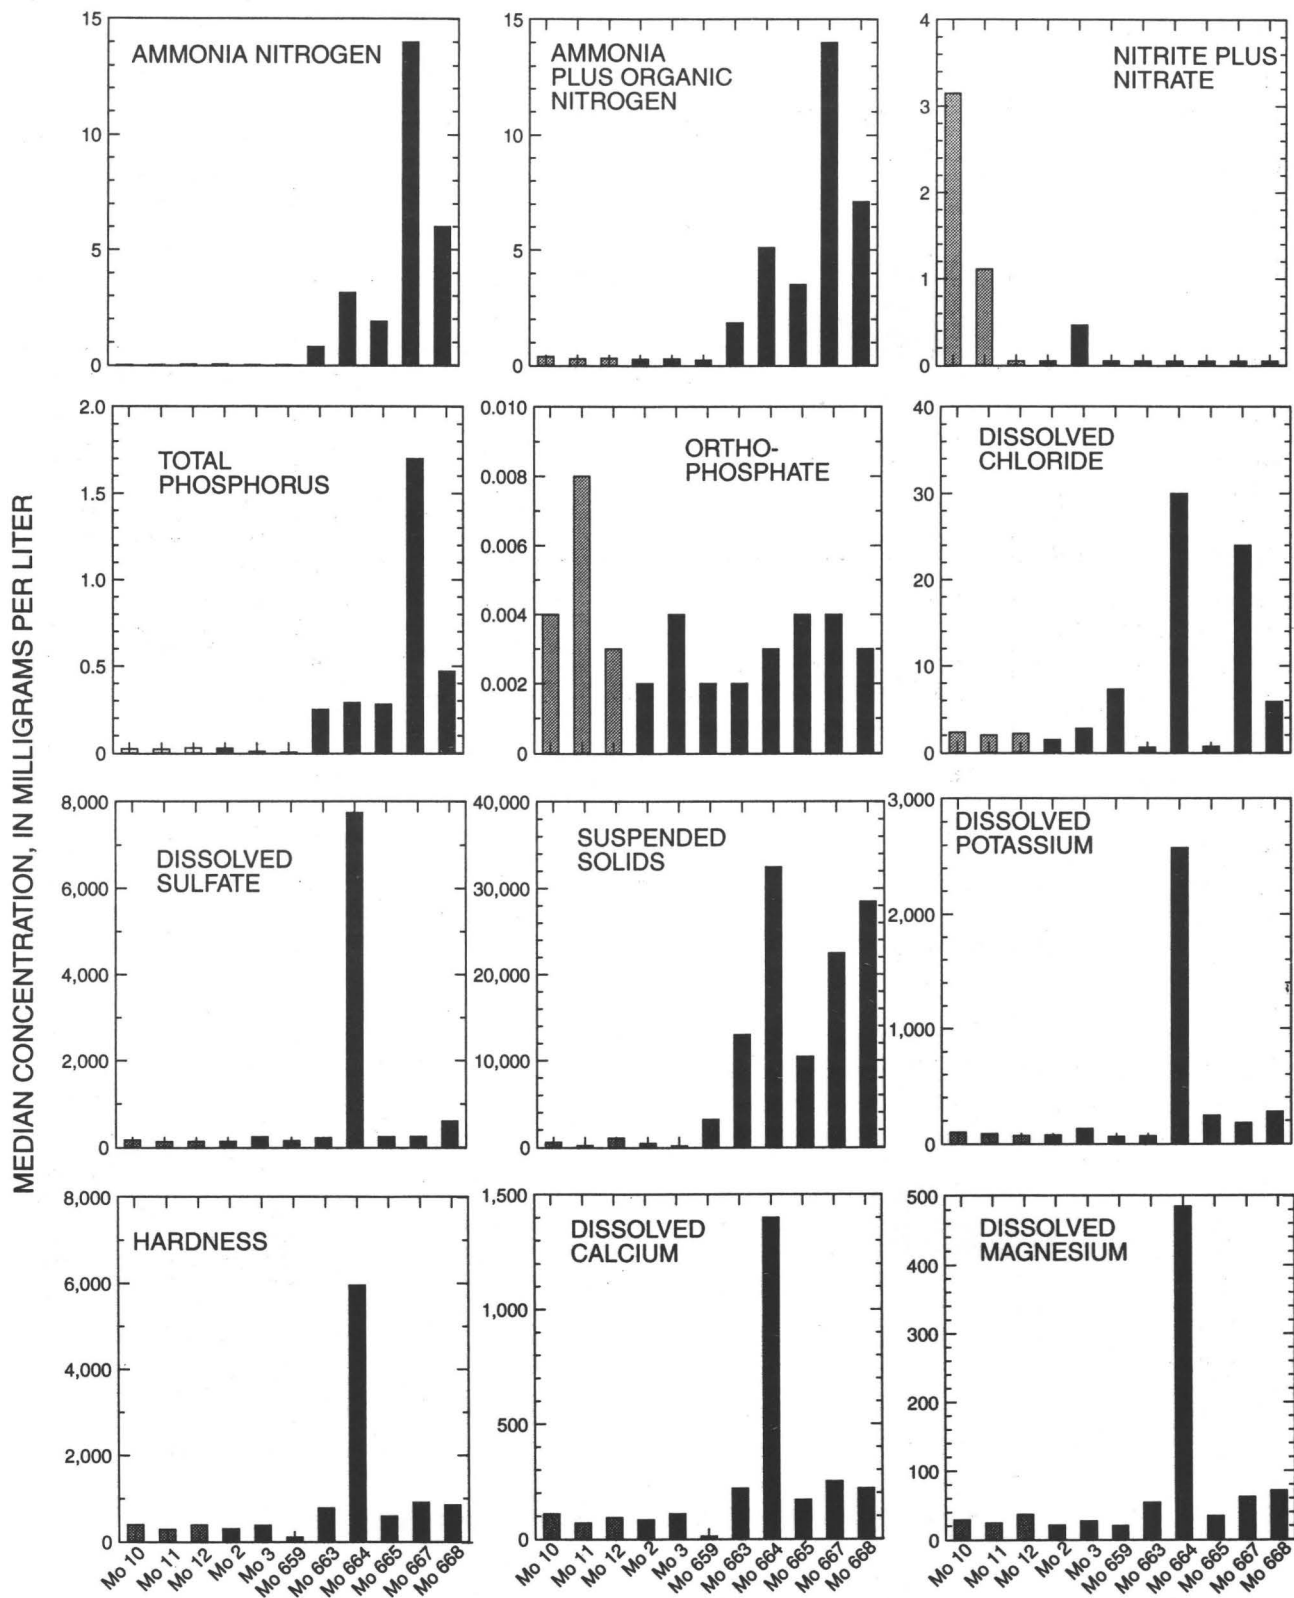 MEDIAN CONCENTRATION, IN MILLIGRAMS PER LITER
AMMONIA NITROGEN
15
10
5
0
AMMONIA
PLUS ORGANIC
NITROGEN
15
10
5
0
NITRITE PLUS
NITRATE
4
3
2
1
0
TOTAL
PHOSPHORUS
2.0
1.5
1.0
0.5
0
ORTHO-
PHOSPHATE
0.010
0.008
0.006
0.004
0.002
0
DISSOLVED
CHLORIDE
40
30
20
10
0
DISSOLVED
SULFATE
8,000
6,000
4,000
2,000
0
SUSPENDED
SOLIDS
40,000
30,000
20,000
10,000
0
DISSOLVED
POTASSIUM
3,000
2,000
1,000
0
HARDNESS
8,000
6,000
4,000
2,000
0
Mo 10
Mo 11
Mo 12
Mo 2
Mo 3
Mo 659
Mo 663
Mo 664
Mo 665
Mo 667
Mo 668
DISSOLVED
CALCIUM
1,500
1,000
500
0
Mo 10
Mo 11
Mo 12
Mo 2
Mo 3
Mo 659
Mo 663
Mo 664
Mo 665
Mo 667
Mo 668
DISSOLVED
MAGNESIUM
500
400
300
200
100
0
Mo 10
Mo 11
Mo 12
Mo 2
Mo 3
Mo 659
Mo 663
Mo 664
Mo 665
Mo 667
Mo 668